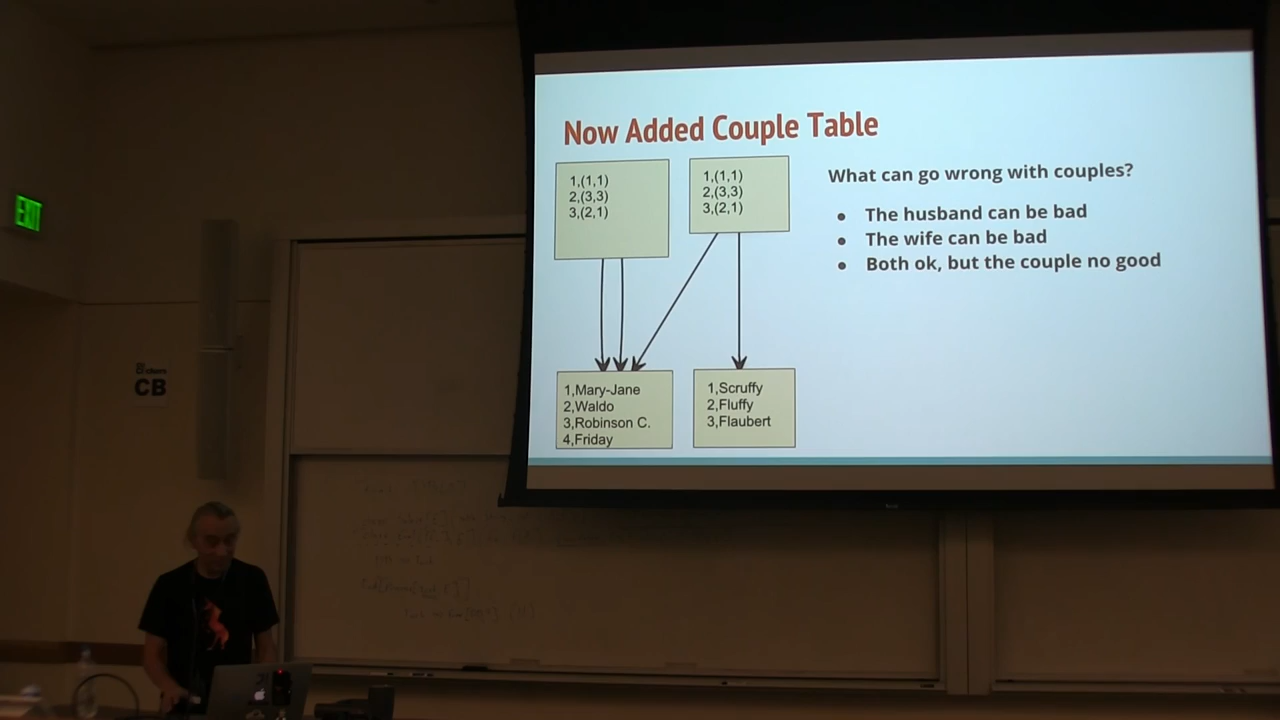 EXIT
CB
Now Added Couple Table
1,(1,1)
2,(3,3)
3,(2,1)
1,(1,1)
2,(3,3)
3,(2,1)
What can go wrong with couples?
● The husband can be bad
● The wife can be bad
● Both ok, but the couple no good
1,Mary-Jane
2,Waldo
3,Robinson C.
4,Friday
1,Scruffy
2,Fluffy
3,Flaubert